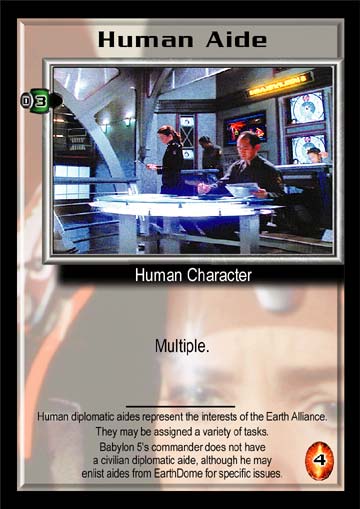 Human Aide
0 3
Human Character
Multiple.
Human diplomatic aides represent the interests of the Earth Alliance.
They may be assigned a variety of tasks.
Babylon 5's commander does not have
a civilian diplomatic aide, although he may
enlist aides from EarthDome for specific issues.
4